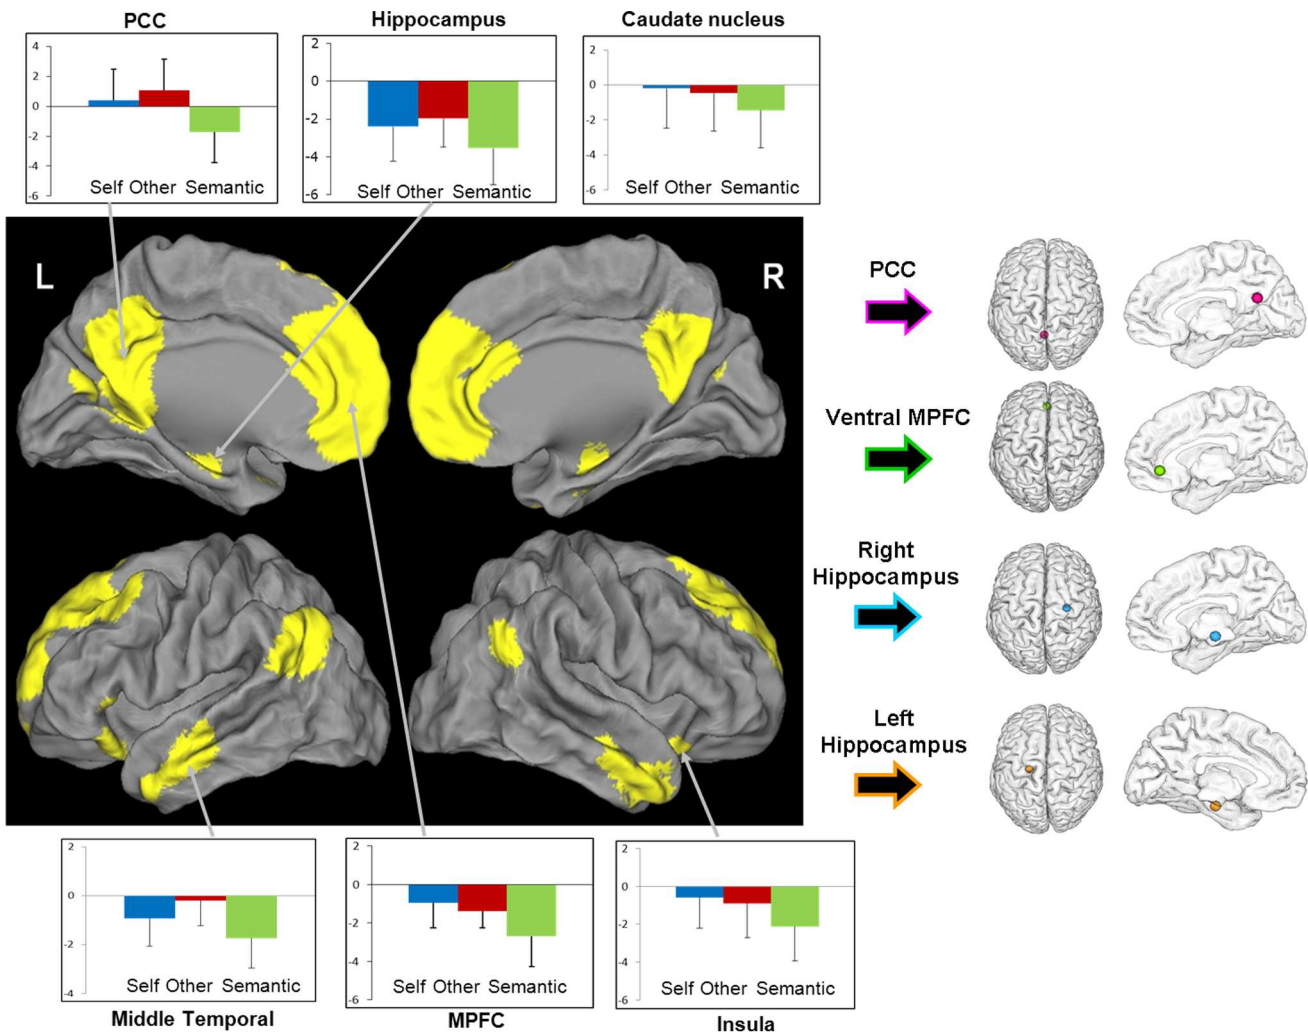 PCC
Hippocampus
Caudate nucleus
4
2
0
-2
-4
-6
Self Other Semantic
2
0
-2
-4
-6
Self Other Semantic
2
0
-2
-4
-6
Self Other Semantic
L
R
PCC
Ventral MPFC
Right
Hippocampus
Left
Hippocampus
2
0
-2
-4
Self Other Semantic
2
0
-2
-4
-6
Self Other Semantic
2
0
-2
-4
-6
Self Other Semantic
Middle Temporal
MPFC
Insula